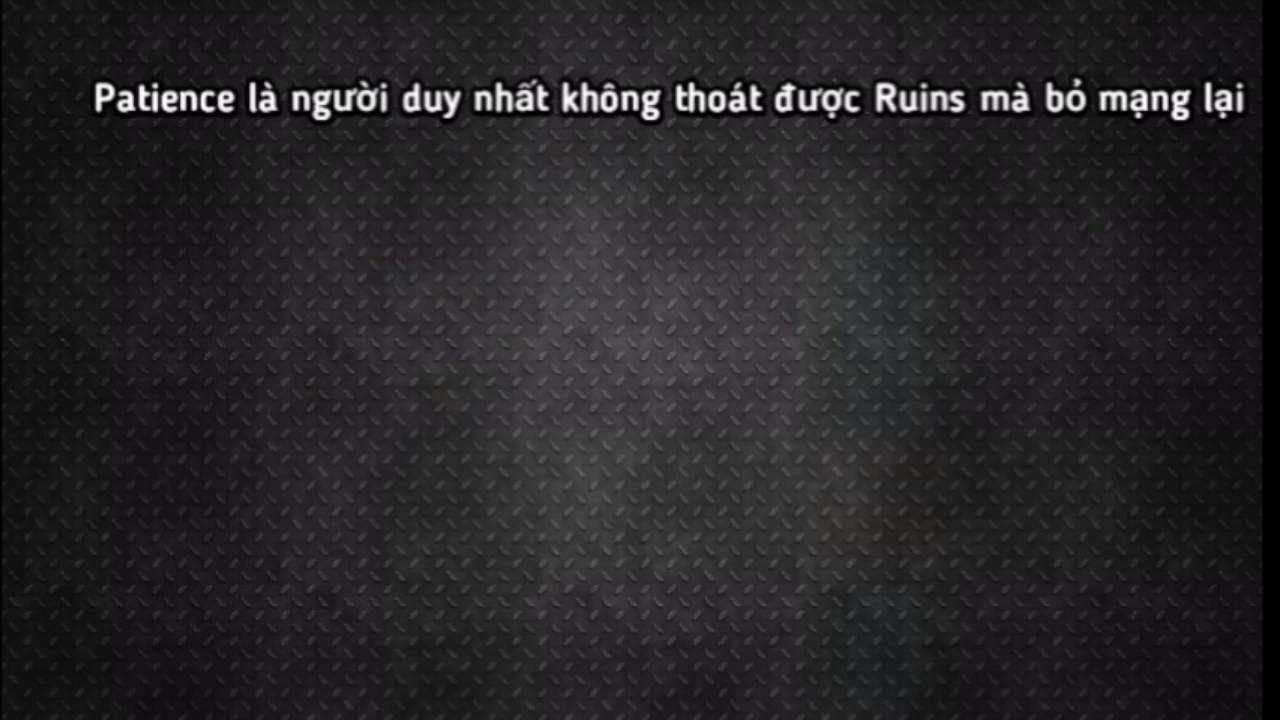 Patience là người duy nhất không thoát được Ruins mà bỏ mạng lại